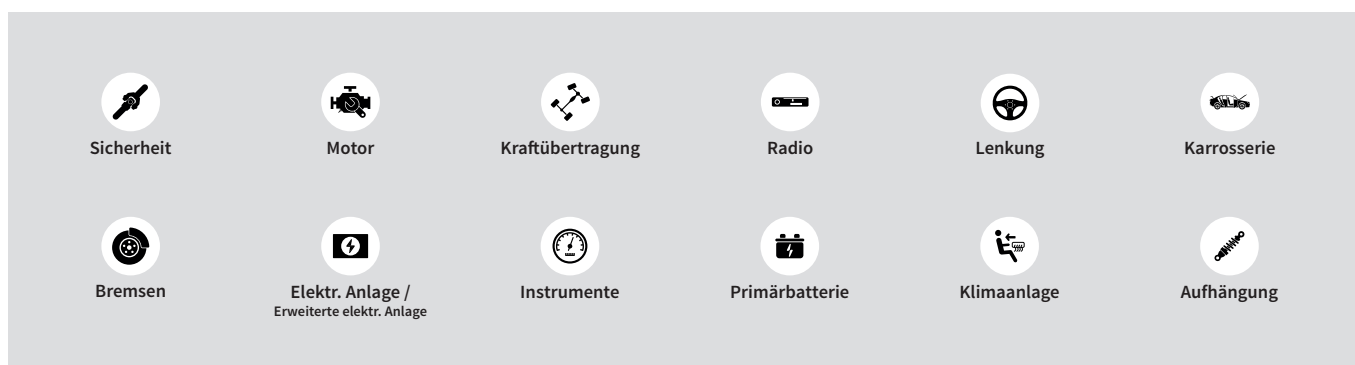 Sicherheit
Motor
Kraftübertragung
Radio
Lenkung
Karrosserie
Bremsen
Elektr. Anlage /
Erweiterte elektr. Anlage
Instrumente
Primärbatterie
Klimaanlage
Aufhängung